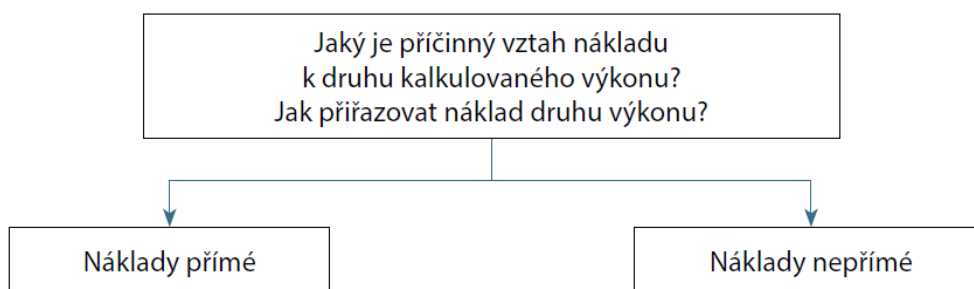 Jaký je příčinný vztah nákladu
k druhu kalkulovaného výkonu?
Jak přiřazovat náklad druhu výkonu?
Náklady přímé
Náklady nepřímé